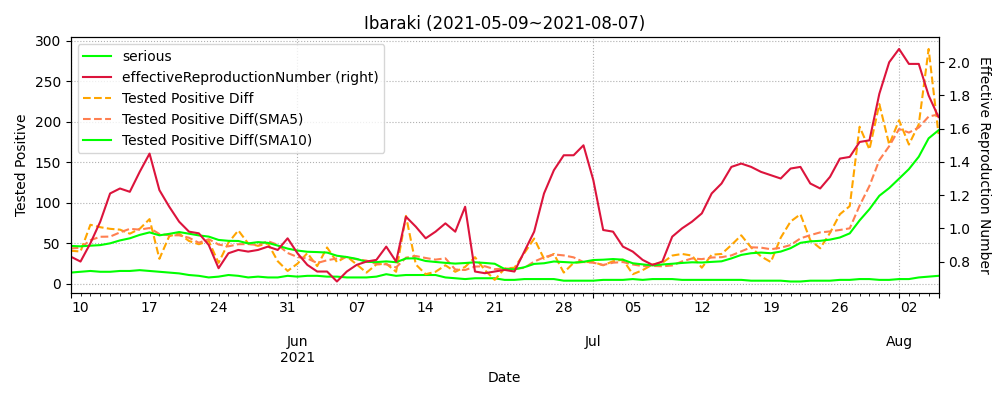 Ibaraki (2021-05-09~2021-08-07)
serious
effectiveReproductionNumber (right)
Tested Positive Diff
Tested Positive Diff(SMA5)
Tested Positive Diff(SMA10)
Tested Positive
300
250
200
150
100
50
0
2.0
1.8
1.6
1.4
1.2
1.0
0.8
Effective Reproduction Number
10 17 24 31 07 14 21 28 05 12 19 26 02
Jun Jul Aug
2021
Date